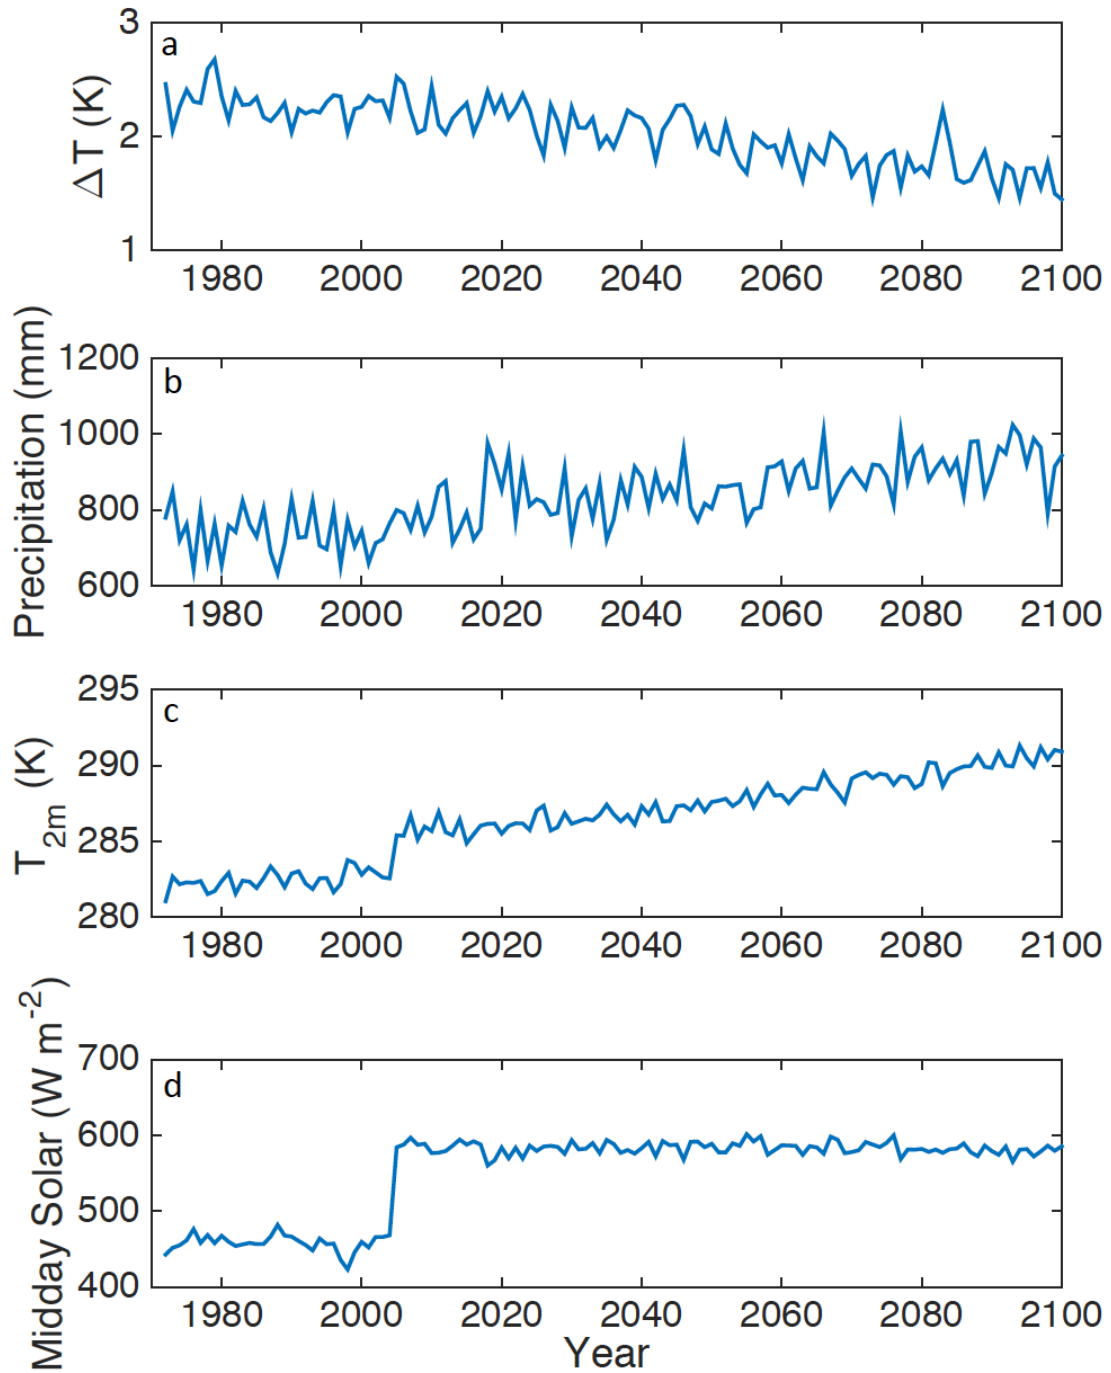 3
a
2
1
ΔT (K)
1980 2000 2020 2040 2060 2080 2100
1200
b
1000
800
600
Precipitation (mm)
1980 2000 2020 2040 2060 2080 2100
295
c
290
285
280
T2m (K)
1980 2000 2020 2040 2060 2080 2100
700
d
600
500
400
Midday Solar (W m-2)
1980 2000 2020 2040 2060 2080 2100
Year